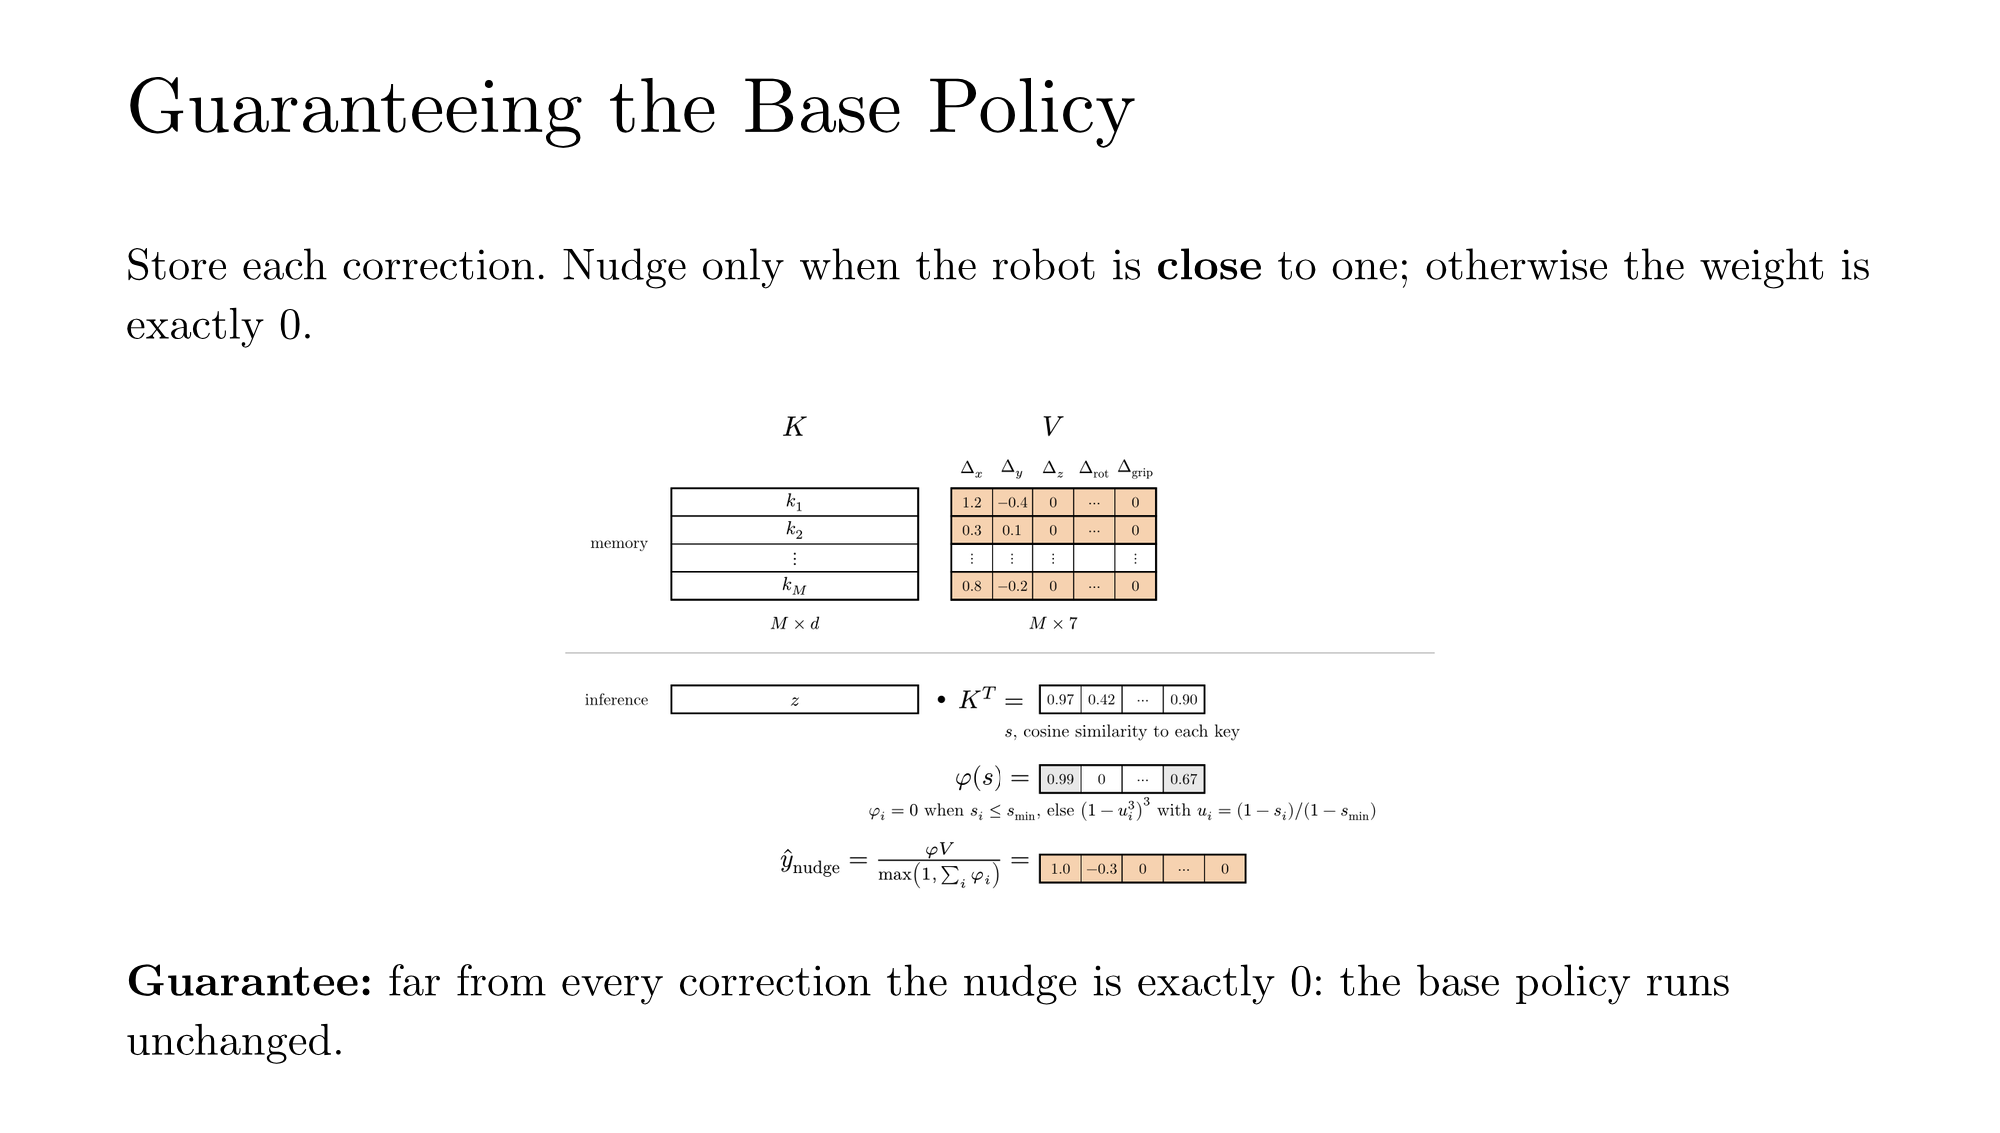 Guaranteeing the Base Policy
Store each correction. Nudge only when the robot is close to one; otherwise the weight is
exactly 0.
K V
Δx Δy Δz Δrot Δgrip
memory
k1 1.2 −0.4 0 ⋯ 0
k2 0.3 0.1 0 ⋯ 0
⋮ ⋮ ⋮ ⋮ ⋮
kM 0.8 −0.2 0 ⋯ 0
M × d M × 7
inference z • K^T = 0.97 0.42 ⋯ 0.90
s, cosine similarity to each key
φ(s) = 0.99 0 ⋯ 0.67
φi = 0 when si ≤ smin, else (1 − ui^3)^3 with ui = (1 − si)/(1 − smin)
ŷnudge = φV / max(1, ∑i φi) = 1.0 −0.3 0 ⋯ 0
Guarantee: far from every correction the nudge is exactly 0: the base policy runs
unchanged.